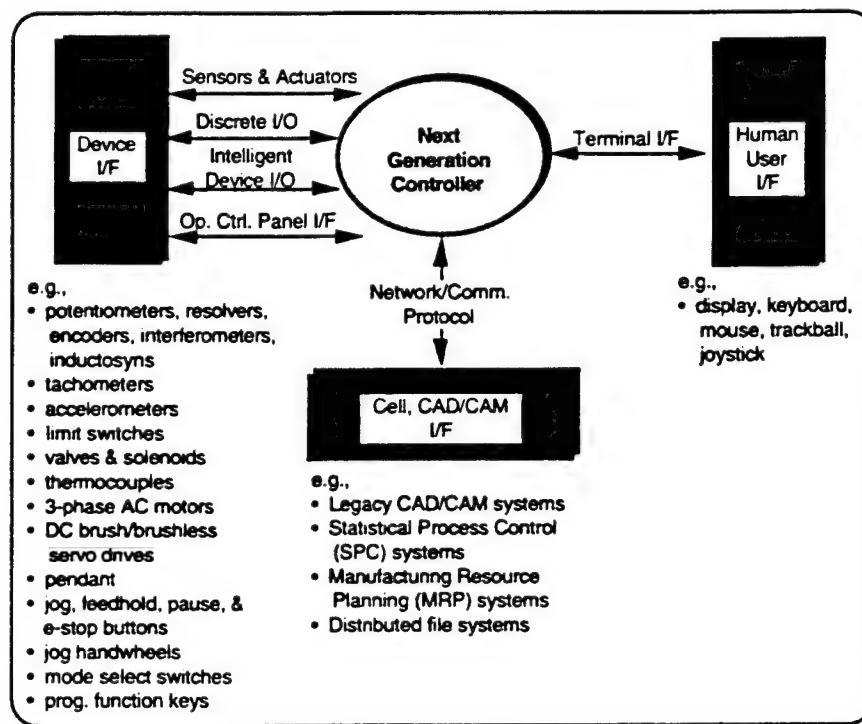 Sensors & Actuators
Discrete I/O
Intelligent
Device I/O
Op. Ctrl. Panel I/F
Device
I/F
Next
Generation
Controller
Terminal I/F
Human
User
I/F
Network/Comm.
Protocol
Cell, CAD/CAM
I/F
e.g.,
• potentiometers, resolvers,
encoders, interferometers,
inductosyns
• tachometers
• accelerometers
• limit switches
• valves & solenoids
• thermocouples
• 3-phase AC motors
• DC brush/brushless
servo drives
• pendant
• jog, feedhold, pause, &
e-stop buttons
• jog handwheels
• mode select switches
• prog. function keys
e.g.,
• Legacy CAD/CAM systems
• Statistical Process Control
(SPC) systems
• Manufacturing Resource
Planning (MRP) systems
• Distributed file systems
e.g.,
• display, keyboard,
mouse, trackball,
joystick